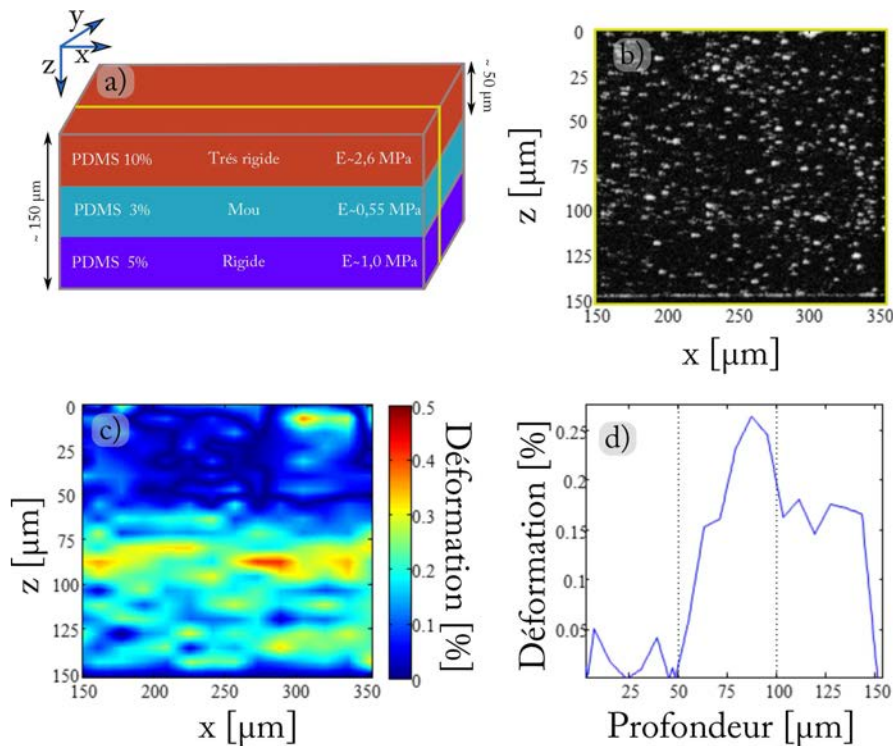 y
x
z
a)
~ 50 µm
PDMS 10% Trés rigide E~2,6 MPa
PDMS 3% Mou E~0,55 MPa
PDMS 5% Rigide E~1,0 MPa
~ 150 µm
b)
0
25
50
75
100
125
150
z [µm]
150 200 250 300 350
x [µm]
c)
0
25
50
75
100
125
150
z [µm]
150 200 250 300 350
x [µm]
0.5
0.4
0.3
0.2
0.1
0
Déformation [%]
d)
0.25
0.2
0.15
0.1
0.05
Déformation [%]
25 50 75 100 125 150
Profondeur [µm]